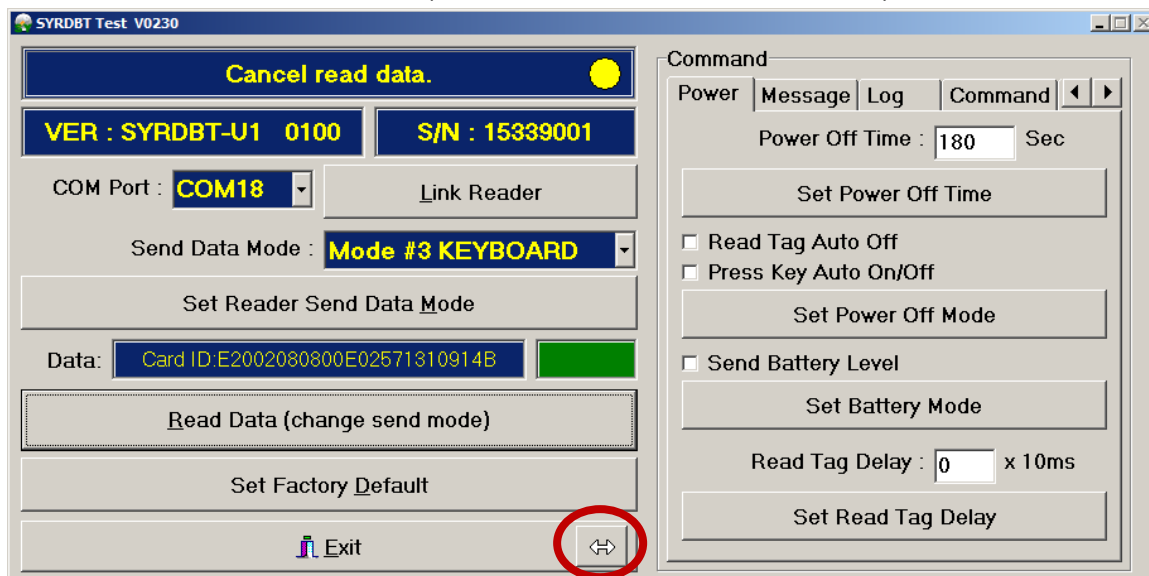 SYRDBT Test V0230
Cancel read data.
VER : SYRDBT-U1 0100
S/N : 15339001
COM Port : COM18
Link Reader
Send Data Mode : Mode #3 KEYBOARD
Set Reader Send Data Mode
Data: Card ID:E2002080800E02571310914B
Read Data (change send mode)
Set Factory Default
Exit
Command
Power Message Log Command
Power Off Time : 180 Sec
Set Power Off Time
Read Tag Auto Off
Press Key Auto On/Off
Set Power Off Mode
Send Battery Level
Set Battery Mode
Read Tag Delay : 0 x 10ms
Set Read Tag Delay